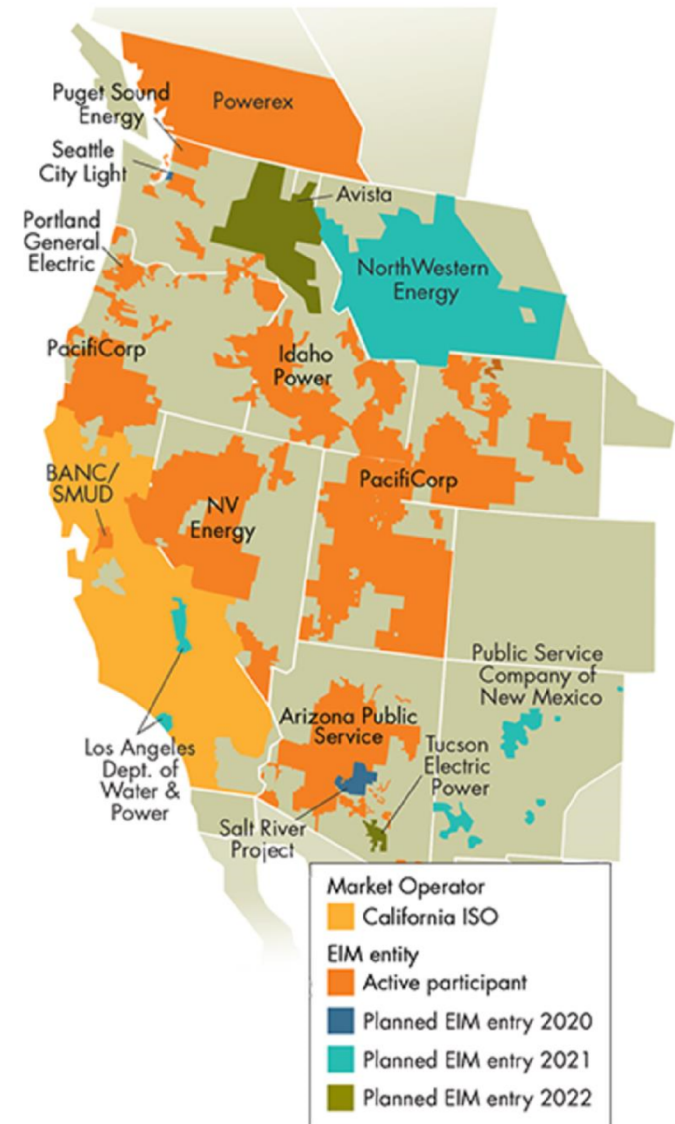 Powerex
Puget Sound
Energy
Seattle
City Light
Avista
Portland
General
Electric
NorthWestern
Energy
PacifiCorp
Idaho
Power
BANC/
SMUD
NV
Energy
PacifiCorp
Public Service
Company of
New Mexico
Arizona Public
Service
Tucson
Electric
Power
Los Angeles
Dept. of
Water &
Power
Salt River
Project
Market Operator
California ISO
EIM entity
Active participant
Planned EIM entry 2020
Planned EIM entry 2021
Planned EIM entry 2022